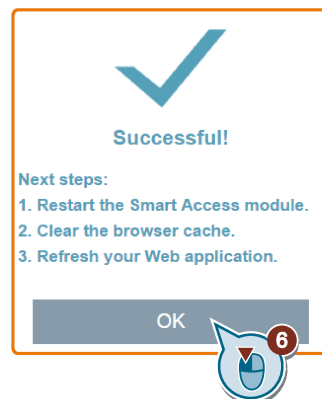 Successful!
Next steps:
1. Restart the Smart Access module.
2. Clear the browser cache.
3. Refresh your Web application.
OK
6